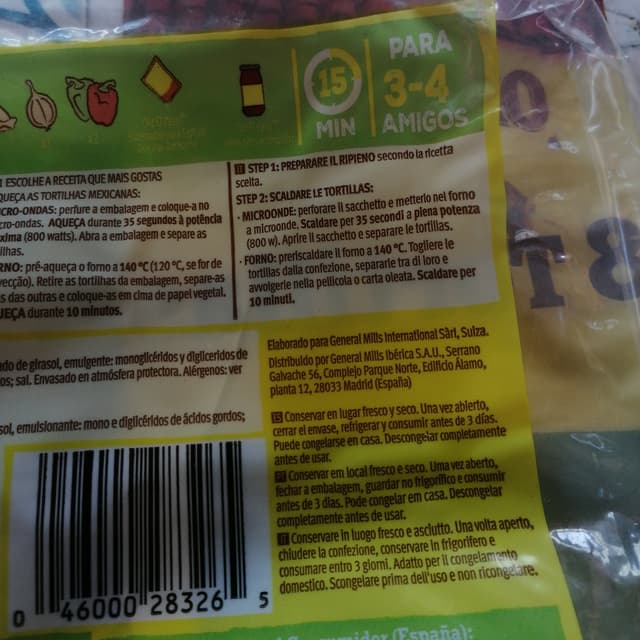 PARA
3-4
AMIGOS
15
MIN
ESCOLHE A RECEITA QUE MAIS GOSTAS
QUEÇA AS TORTILHAS MEXICANAS:
CRO-ONDAS: perfure a embalagem e coloque-a no
cro-ondas. AQUEÇA durante 35 segundos à potência
xima (800 watts). Abra a embalagem e separe as
ilhas.
RNO: pré-aqueça o forno a 140 °C (120 °C, se for de
vecção). Retire as tortilhas da embalagem, separe-as
s das outras e coloque-as em cima de papel vegetal.
UEÇA durante 10 minutos.
IT STEP 1: PREPARARE IL RIPIENO secondo la ricetta
scelta.
STEP 2: SCALDARE LE TORTILLAS:
· MICROONDE: perforare il sacchetto e metterlo nel forno
a microonde. Scaldare per 35 secondi a piena potenza
(800 w). Aprire il sacchetto e separare le tortillas.
· FORNO: preriscaldare il forno a 140 °C. Togliere le
tortillas dalla confezione, separarle tra di loro e
avvolgerle nella pellicola o carta oleata. Scaldare per
10 minuti.
do de girasol, emulgente: monoglicéridos y diglicéridos de
os; sal. Envasado en atmósfera protectora. Alérgenos: ver
sol, emulsionante: mono e diglicéridos de ácidos gordos;
Elaborado para General Mills International Sàrl, Suiza.
Distribuido por General Mills Ibérica S.A.U., Serrano
Galvache 56, Complejo Parque Norte, Edificio Álamo,
planta 12, 28033 Madrid (España)
ES Conservar en lugar fresco y seco. Una vez abierto,
cerrar el envase, refrigerar y consumir antes de 3 días.
Puede congelarse en casa. Descongelar completamente
antes de usar.
PT Conservar em local fresco e seco. Uma vez aberto,
fechar a embalagem, guardar no frigorífico e consumir
antes de 3 dias. Pode congelar em casa. Descongelar
completamente antes de usar.
IT Conservare in luogo fresco e asciutto. Una volta aperto,
chiudere la confezione, conservare in frigorifero e
consumare entro 3 giorni. Adatto per il congelamento
domestico. Scongelare prima dell'uso e non ricongelare.
0 46000 28326 5
Consumidor (España):
T 8